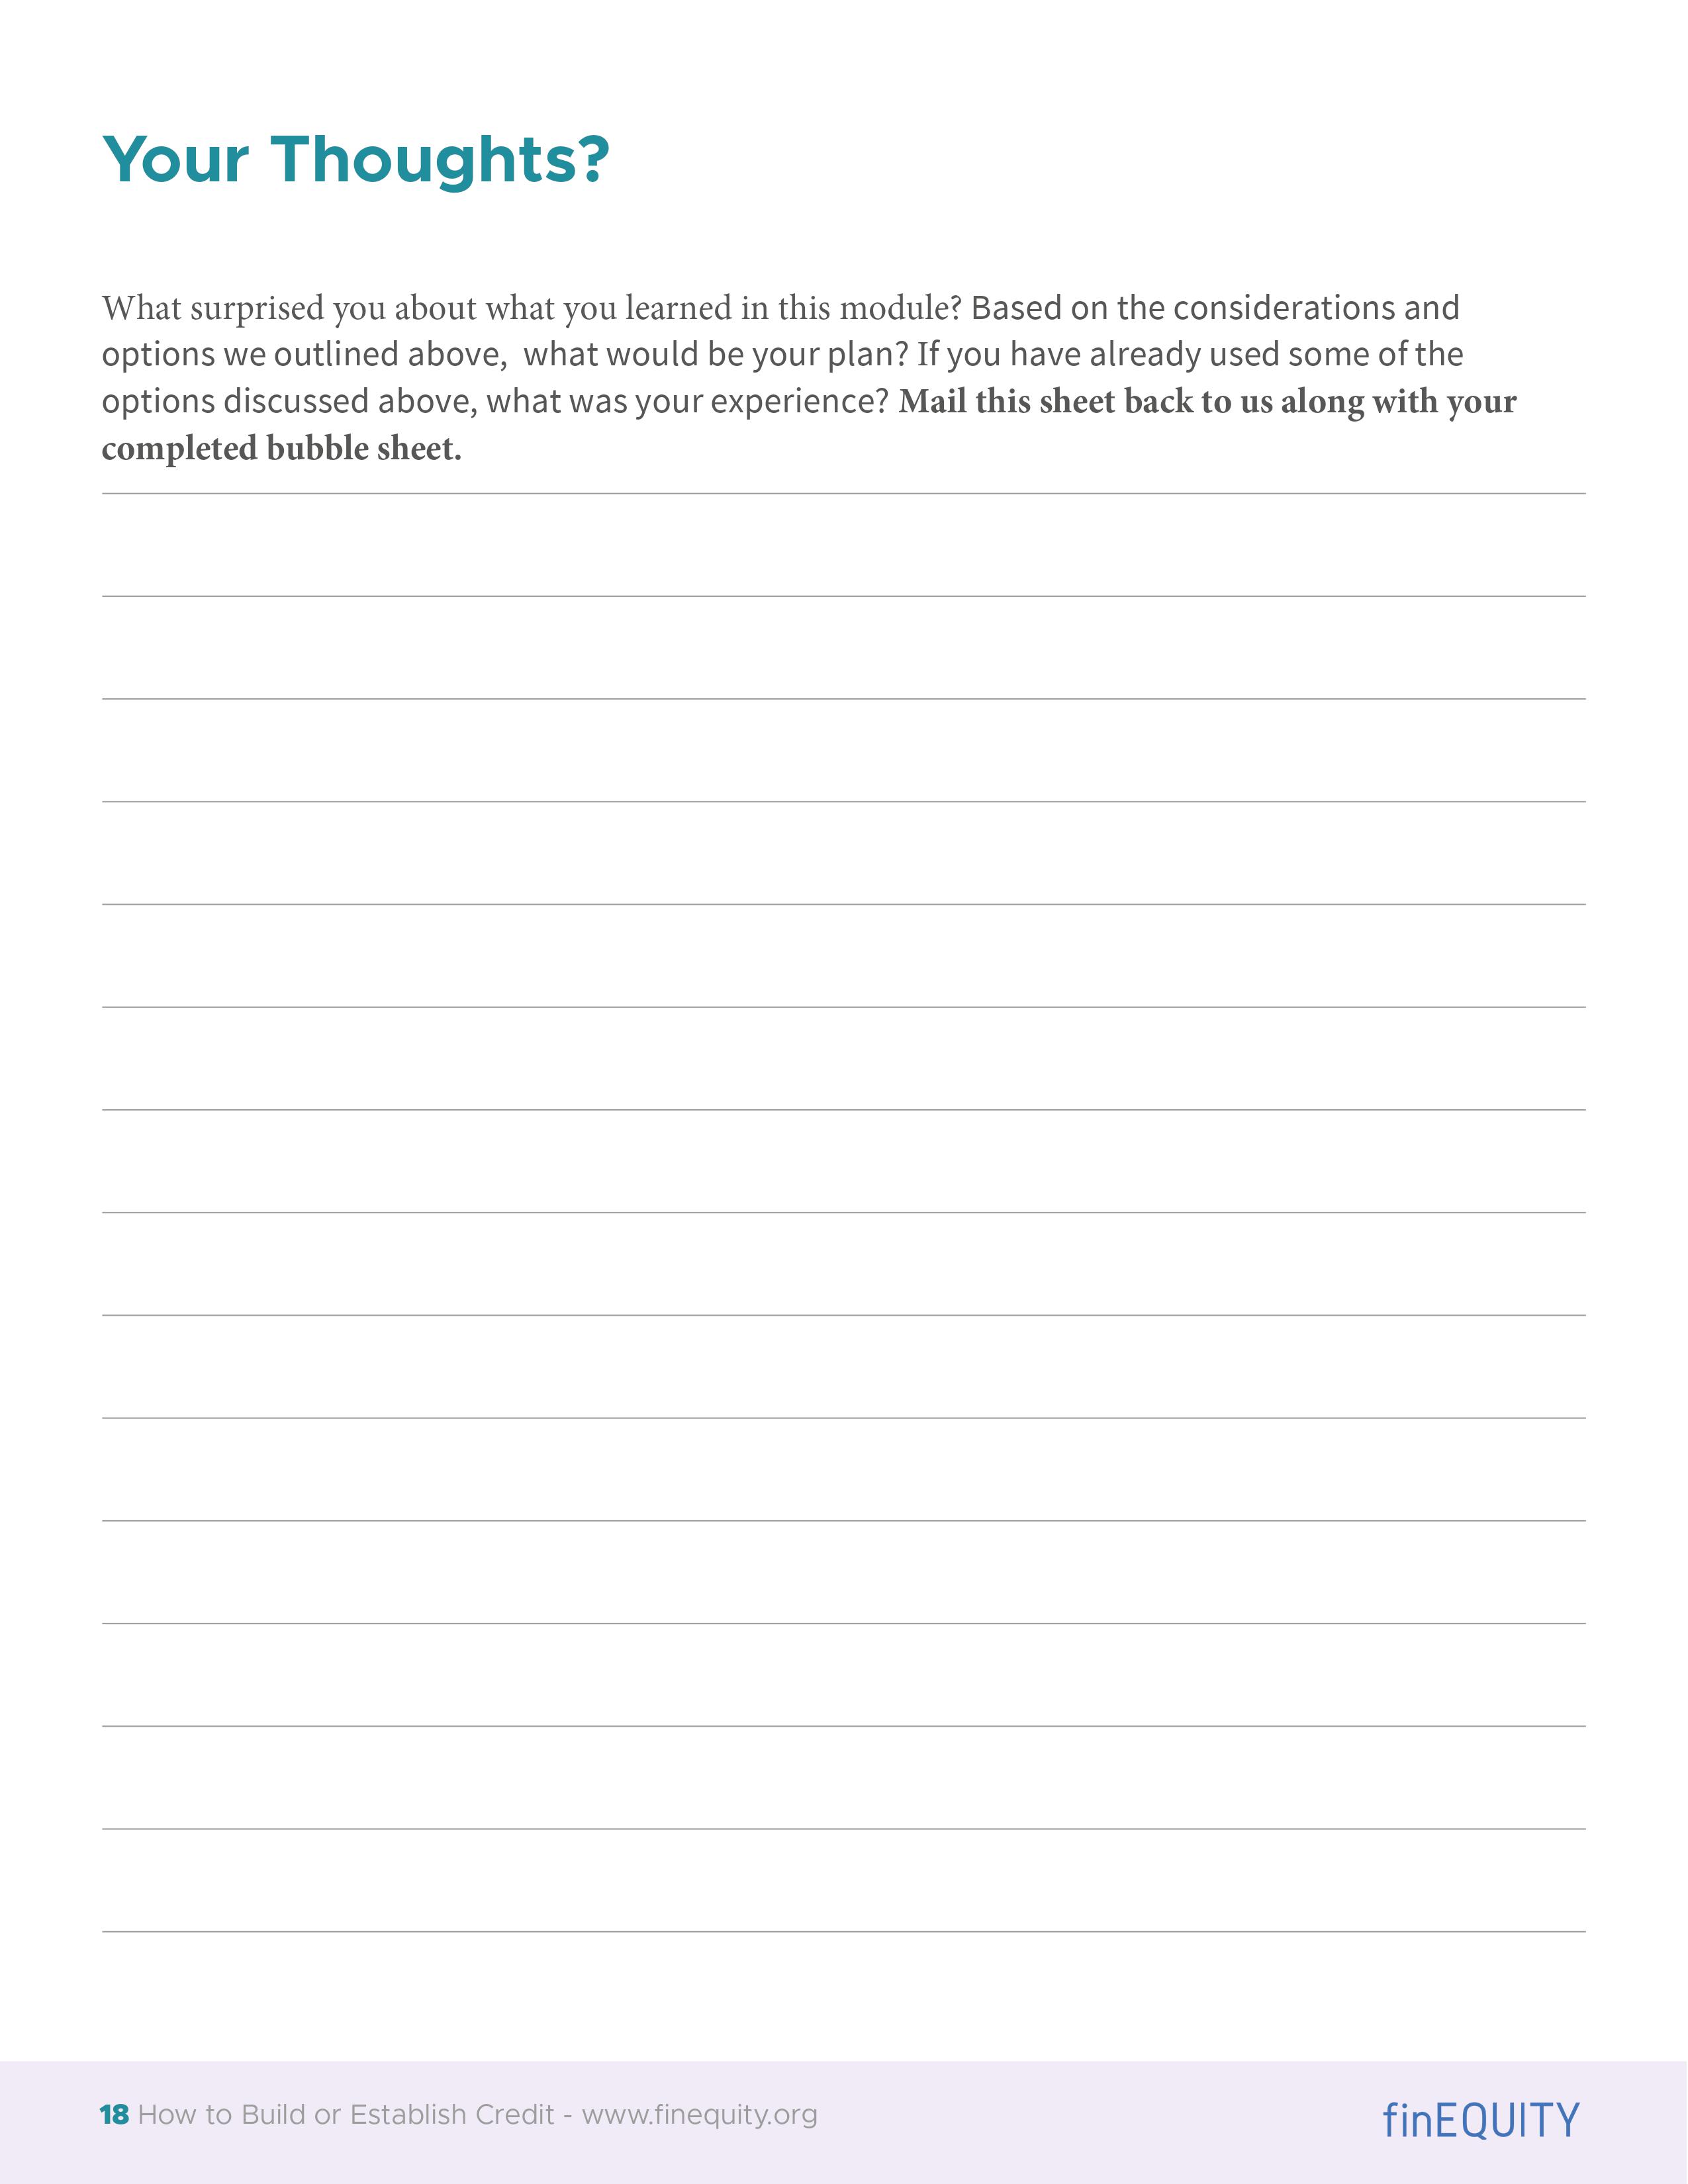 Your Thoughts?
What surprised you about what you learned in this module? Based on the considerations and
options we outlined above,  what would be your plan? If you have already used some of the
options discussed above, what was your experience? Mail this sheet back to us along with your
completed bubble sheet.
18 How to Build or Establish Credit - www.finequity.org
finEQUITY